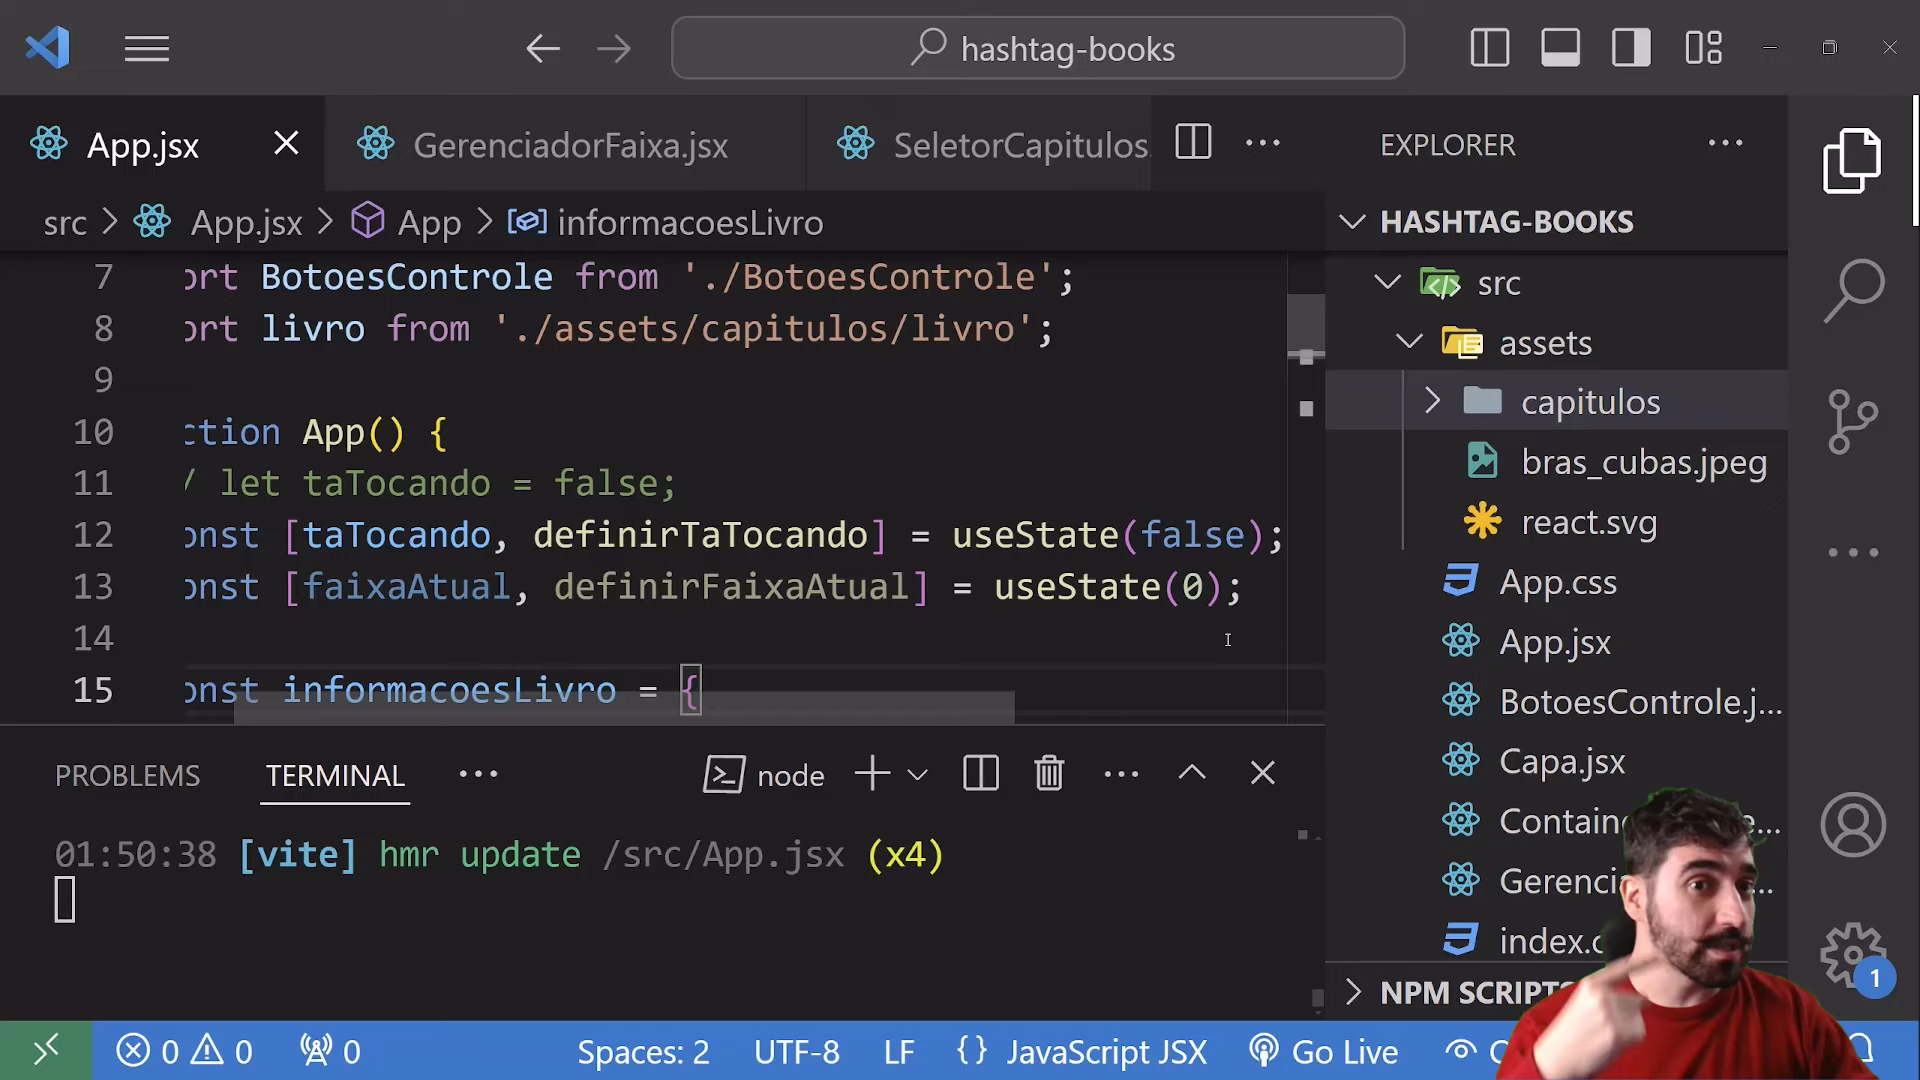 hashtag-books
App.jsx
GerenciadorFaixa.jsx
SeletorCapitulos.
EXPLORER
src > App.jsx > App > informacoesLivro
HASHTAG-BOOKS
7 ort BotoesControle from './BotoesControle';
8 ort livro from './assets/capitulos/livro';
9
10 ction App() {
11 / let taTocando = false;
12 onst [taTocando, definirTaTocando] = useState(false);
13 onst [faixaAtual, definirFaixaAtual] = useState(0);
14
15 onst informacoesLivro = {
src
assets
capitulos
bras_cubas.jpeg
react.svg
App.css
App.jsx
BotoesControle.j...
Capa.jsx
Contain e...
Gerenci ...
index.c
NPM SCRIPTS
PROBLEMS
TERMINAL
node
01:50:38 [vite] hmr update /src/App.jsx (x4)
1
0 0 0
Spaces: 2
UTF-8
LF
{} JavaScript JSX
Go Live